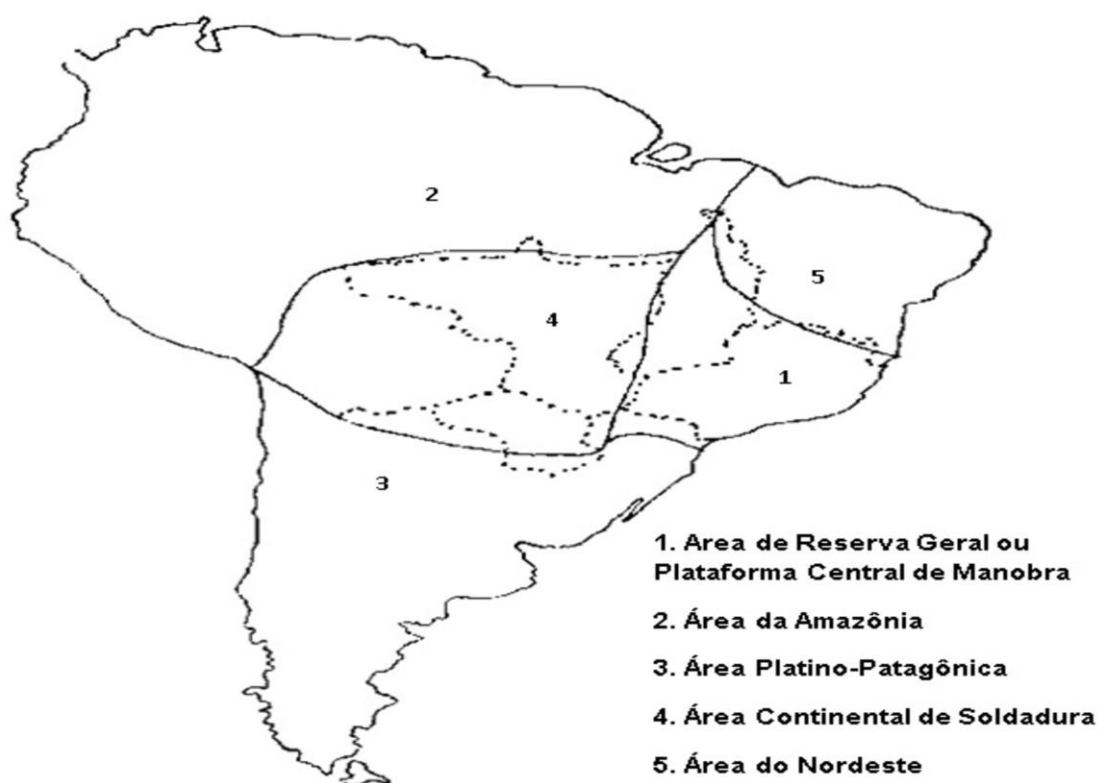 2
5
4
1
3
1. Area de Reserva Geral ou
Plataforma Central de Manobra
2. Área da Amazônia
3. Área Platino-Patagônica
4. Área Continental de Soldadura
5. Área do Nordeste